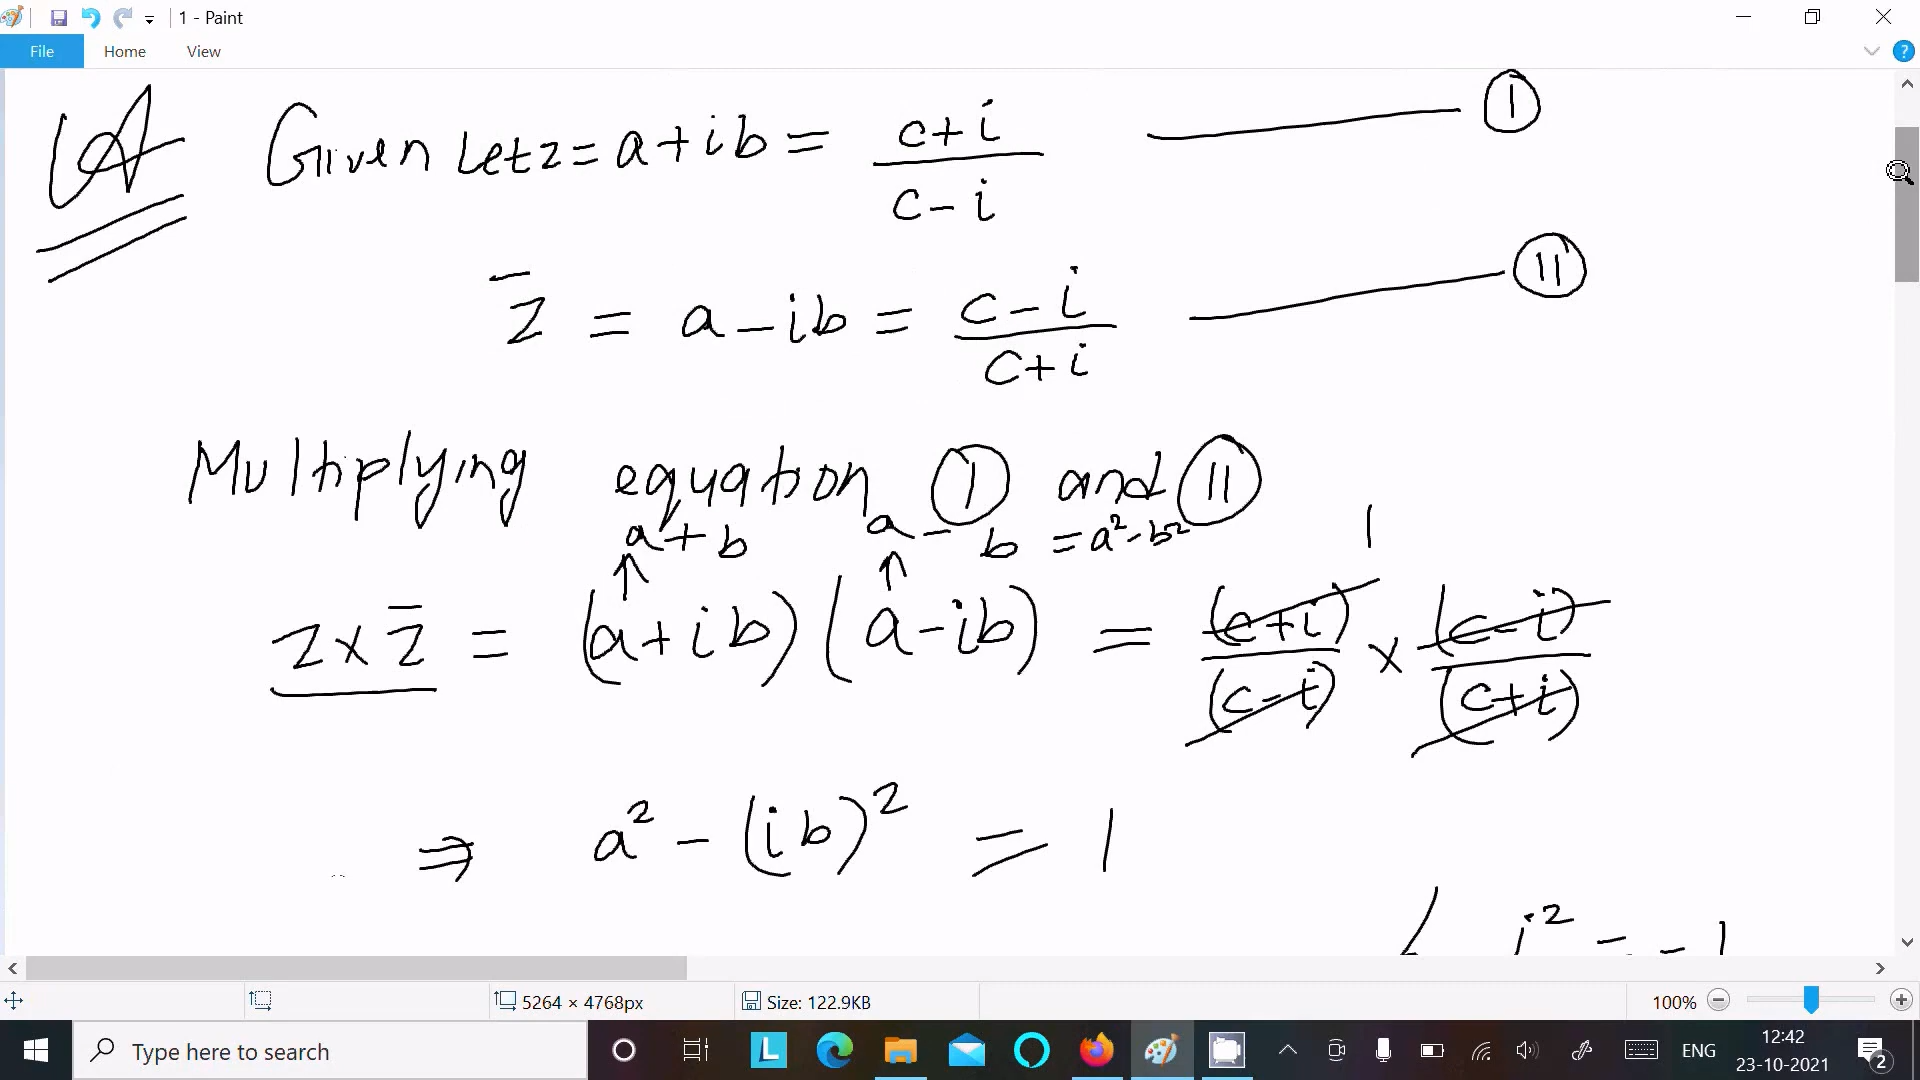 1 - Paint
File Home View
Given Let z = a + ib = (c+i)/(c-i) ——— I
z̄ = a - ib = (c-i)/(c+i) ——— II
Multiplying equation I and II
a + b a - b = a² - b² 1
↑ ↑
z × z̄ = (a + ib)(a - ib) = (c+i)/(c-i) × (c-i)/(c+i)
⇒ a² - (ib)² = 1
i² = -1
5264 × 4768px Size: 122.9KB 100%
Type here to search L ENG 12:42
23-10-2021 2